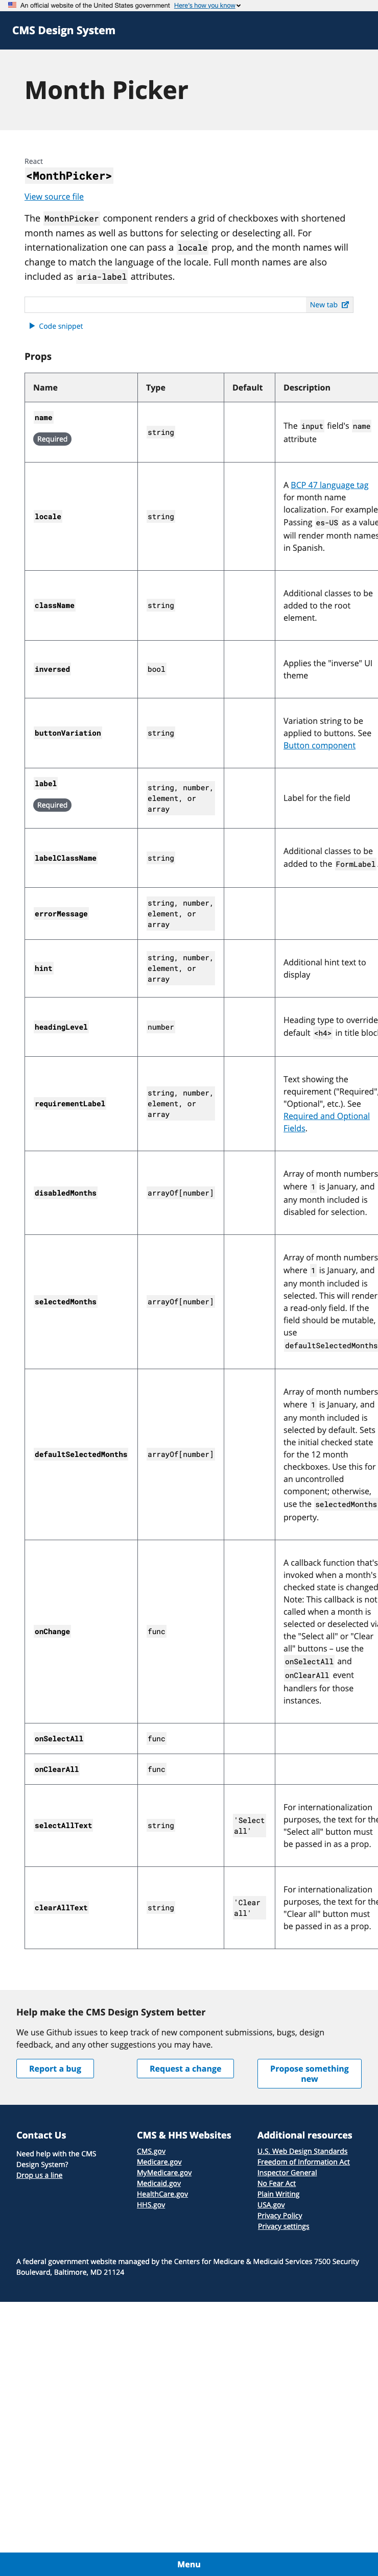 An official website of the United States government Here's how you know
CMS Design System
Month Picker
React
<MonthPicker>
View source file
The MonthPicker component renders a grid of checkboxes with shortened
month names as well as buttons for selecting or deselecting all. For
internationalization one can pass a locale prop, and the month names will
change to match the language of the locale. Full month names are also
included as aria-label attributes.
New tab
Code snippet
Props
Name Type Default Description
name
Required
string
The input field's name
attribute
locale
string
A BCP 47 language tag
for month name
localization. For example
Passing es-US as a value
will render month names
in Spanish.
className
string
Additional classes to be
added to the root
element.
inversed
bool
Applies the "inverse" UI
theme
buttonVariation
string
Variation string to be
applied to buttons. See
Button component
label
Required
string, number,
element, or
array
Label for the field
labelClassName
string
Additional classes to be
added to the FormLabel
errorMessage
string, number,
element, or
array
hint
string, number,
element, or
array
Additional hint text to
display
headingLevel
number
Heading type to override
default <h4> in title block
requirementLabel
string, number,
element, or
array
Text showing the
requirement ("Required",
"Optional", etc.). See
Required and Optional
Fields.
disabledMonths
arrayOf[number]
Array of month numbers
where 1 is January, and
any month included is
disabled for selection.
selectedMonths
arrayOf[number]
Array of month numbers
where 1 is January, and
any month included is
selected. This will render
a read-only field. If the
field should be mutable,
use
defaultSelectedMonths
defaultSelectedMonths
arrayOf[number]
Array of month numbers
where 1 is January, and
any month included is
selected by default. Sets
the initial checked state
for the 12 month
checkboxes. Use this for
an uncontrolled
component; otherwise,
use the selectedMonths
property.
onChange
func
A callback function that's
invoked when a month's
checked state is changed
Note: This callback is not
called when a month is
selected or deselected via
the "Select all" or "Clear
all" buttons – use the
onSelectAll and
onClearAll event
handlers for those
instances.
onSelectAll
func
onClearAll
func
selectAllText
string
'Select
all'
For internationalization
purposes, the text for the
"Select all" button must
be passed in as a prop.
clearAllText
string
'Clear
all'
For internationalization
purposes, the text for the
"Clear all" button must
be passed in as a prop.
Help make the CMS Design System better
We use Github issues to keep track of new component submissions, bugs, design
feedback, and any other suggestions you may have.
Report a bug
Request a change
Propose something
new
Contact Us
Need help with the CMS
Design System?
Drop us a line
CMS & HHS Websites
CMS.gov
Medicare.gov
MyMedicare.gov
Medicaid.gov
HealthCare.gov
HHS.gov
Additional resources
U.S. Web Design Standards
Freedom of Information Act
Inspector General
No Fear Act
Plain Writing
USA.gov
Privacy Policy
Privacy settings
A federal government website managed by the Centers for Medicare & Medicaid Services 7500 Security
Boulevard, Baltimore, MD 21124
Menu